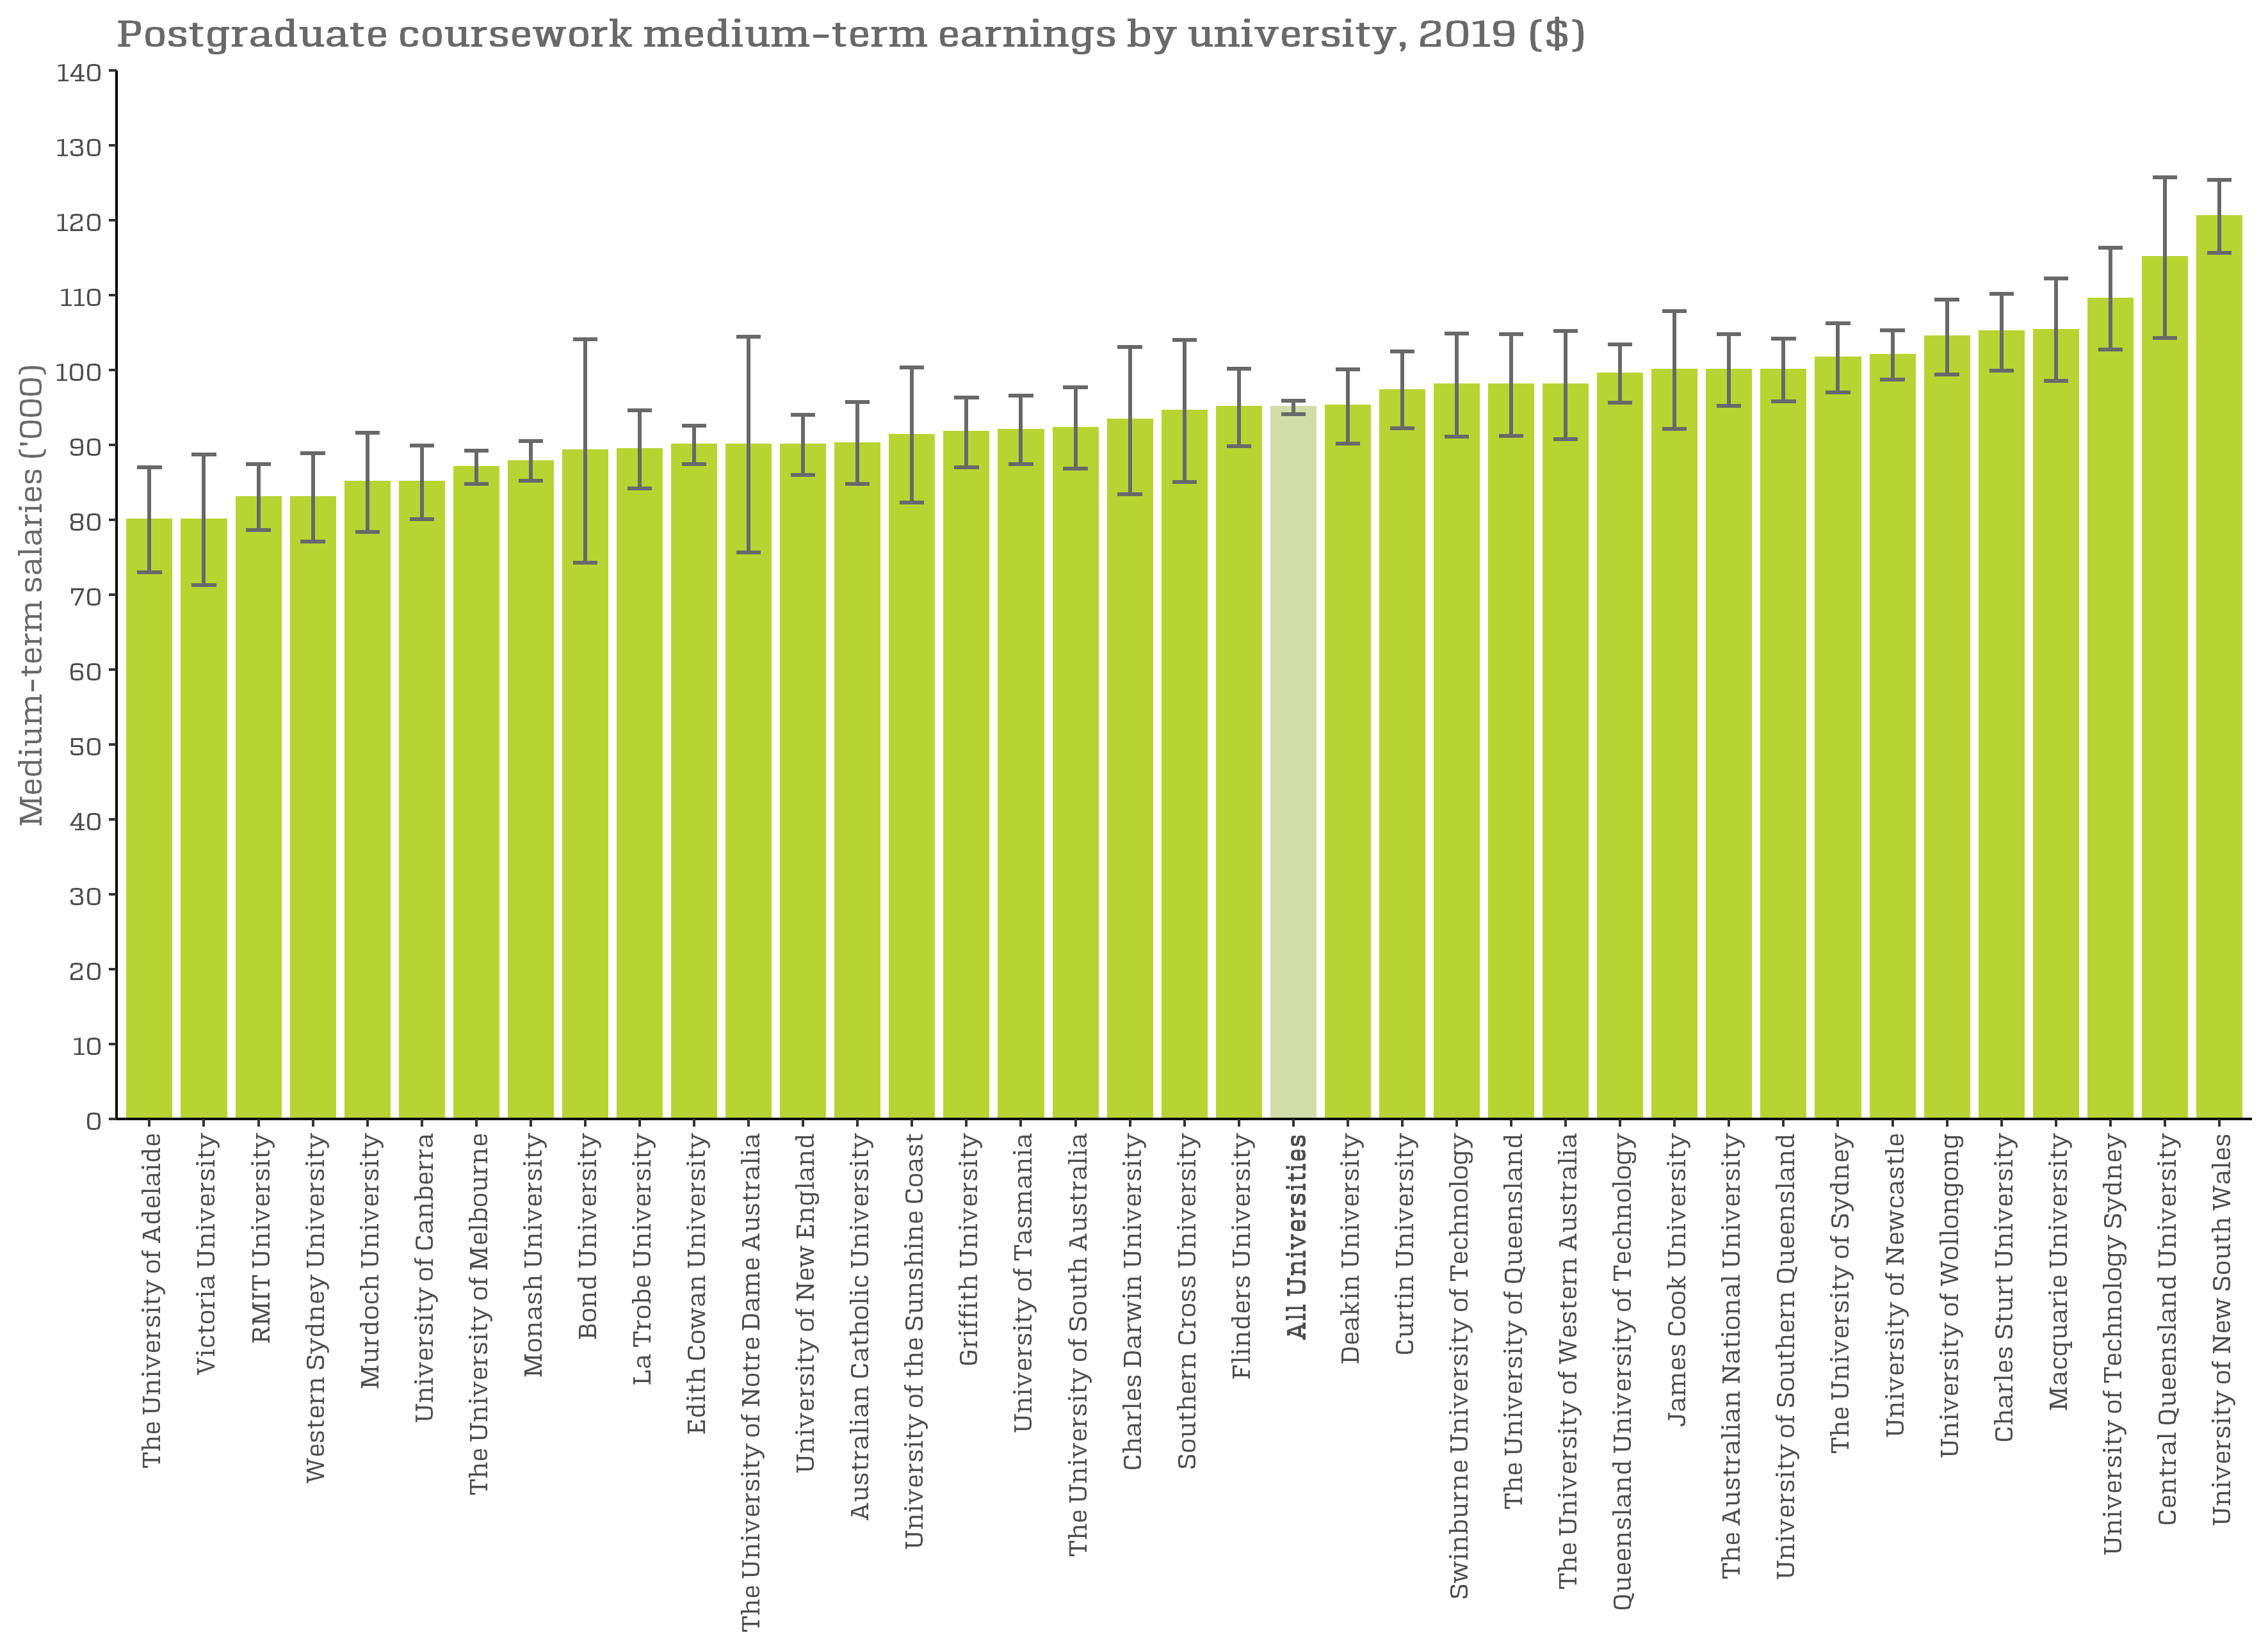 Postgraduate coursework medium-term earnings by university, 2019 ($)
Medium-term salaries ('000)
140
130
120
110
100
90
80
70
60
50
40
30
20
10
0
The University of Adelaide
Victoria University
RMIT University
Western Sydney University
Murdoch University
University of Canberra
The University of Melbourne
Monash University
Bond University
La Trobe University
Edith Cowan University
The University of Notre Dame Australia
University of New England
Australian Catholic University
University of the Sunshine Coast
Griffith University
University of Tasmania
The University of South Australia
Charles Darwin University
Southern Cross University
Flinders University
All Universities
Deakin University
Curtin University
Swinburne University of Technology
The University of Queensland
The University of Western Australia
Queensland University of Technology
James Cook University
The Australian National University
University of Southern Queensland
The University of Sydney
University of Newcastle
University of Wollongong
Charles Sturt University
Macquarie University
University of Technology Sydney
Central Queensland University
University of New South Wales